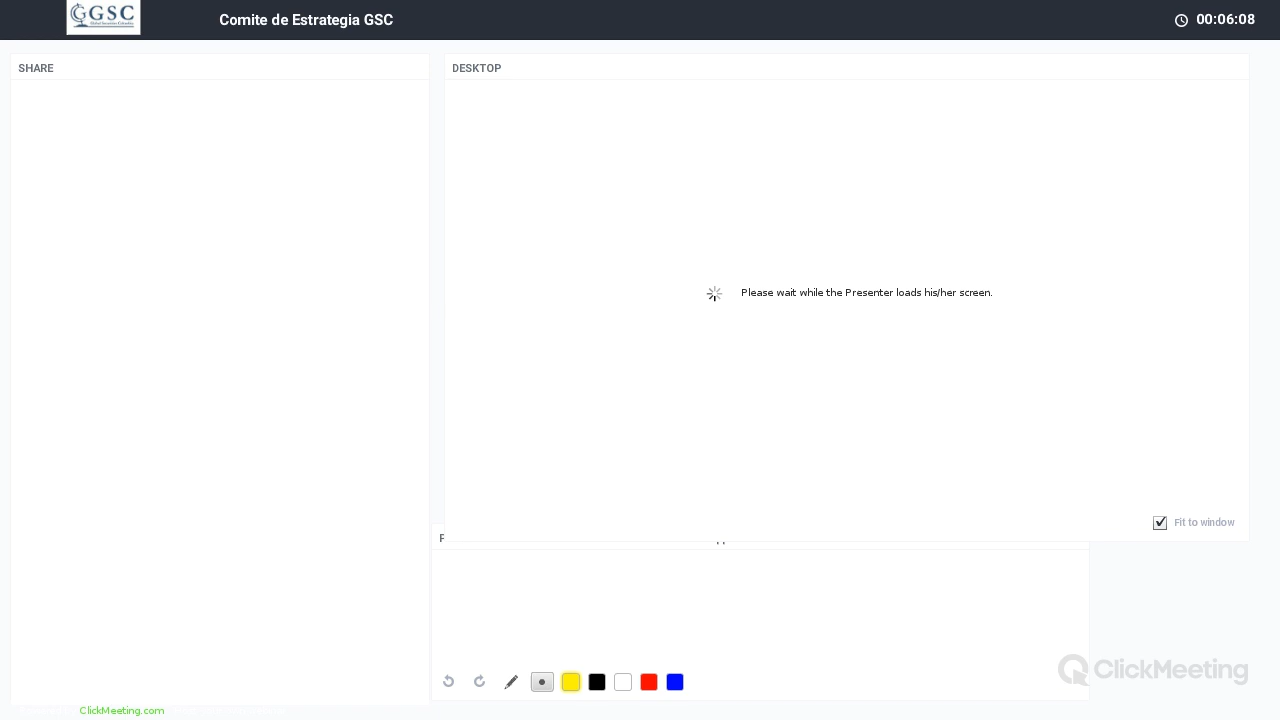 GSC
Comite de Estrategia GSC
00:06:08
SHARE
DESKTOP
Please wait while the Presenter loads his/her screen.
Fit to window
ClickMeeting
ClickMeeting.com